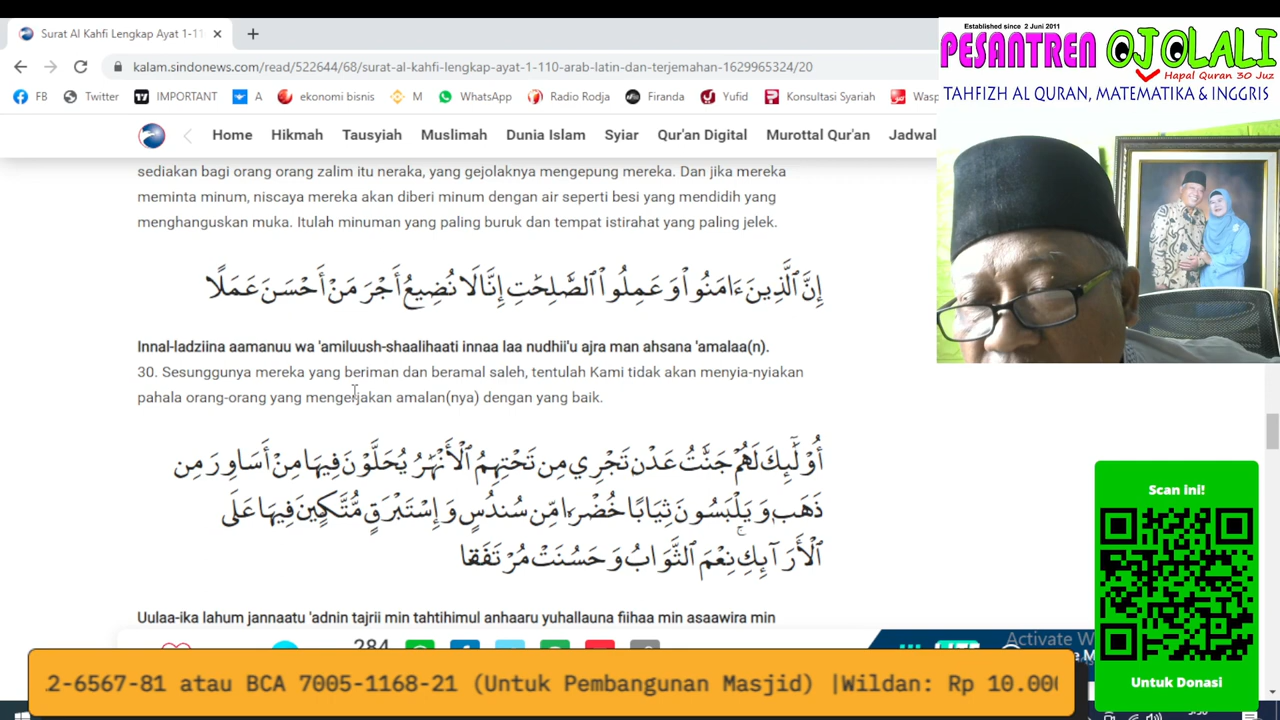 Surat Al Kahfi Lengkap Ayat 1-11
kalam.sindonews.co
22644/68/surat-al-kahfi-lengkap-ayat-1-110-arab-latin-dan-terjemahan-1629965324/20
FB Twitter IMPORTANT A ekonomi bisnis M WhatsApp Radio Rodja Firanda Yufid Konsultasi Syariah Wasp
Home Hikmah Tausyiah Muslimah Dunia Islam Syiar Qur'an Digital Murottal Qur'an Jadwal
Established since 2 Juni 2011
PESANTREN OJOLALI
Hapal Quran 30 Juz
TAHFIZH AL QURAN, MATEMATIKA & INGGRIS
sediakan bagi orang orang zalim itu neraka, yang gejolaknya mengepung mereka. Dan jika mereka
meminta minum, niscaya mereka akan diberi minum dengan air seperti besi yang mendidih yang
menghanguskan muka. Itulah minuman yang paling buruk dan tempat istirahat yang paling jelek.
إِنَّ ٱلَّذِينَ ءَامَنُوا۟ وَعَمِلُوا۟ ٱلصَّٰلِحَٰتِ إِنَّا لَا نُضِيعُ أَجْرَ مَنْ أَحْسَنَ عَمَلًا
Innal-ladziina aamanuu wa 'amiluush-shaalihaati innaa laa nudhii'u ajra man ahsana 'amalaa(n).
30. Sesunggunya mereka yang beriman dan beramal saleh, tentulah Kami tidak akan menyia-nyiakan
pahala orang-orang yang mengerjakan amalan(nya) dengan yang baik.
أُو۟لَٰٓئِكَ لَهُمْ جَنَّٰتُ عَدْنٍ تَجْرِي مِن تَحْتِهِمُ ٱلْأَنْهَٰرُ يُحَلَّوْنَ فِيهَا مِنْ أَسَاوِرَ مِن
ذَهَبٍ وَيَلْبَسُونَ ثِيَابًا خُضْرًا مِّن سُندُسٍ وَإِسْتَبْرَقٍ مُّتَّكِـِٔينَ فِيهَا عَلَى
ٱلْأَرَآئِكِ ۚ نِعْمَ ٱلثَّوَابُ وَحَسُنَتْ مُرْتَفَقًا
Uulaa-ika lahum jannaatu 'adnin tajrii min tahtihimul anhaaru yuhallauna fiihaa min asaawira min
284
Activate W
Scan ini!
Untuk Donasi
2-6567-81 atau BCA 7005-1168-21 (Untuk Pembangunan Masjid) |Wildan: Rp 10.000